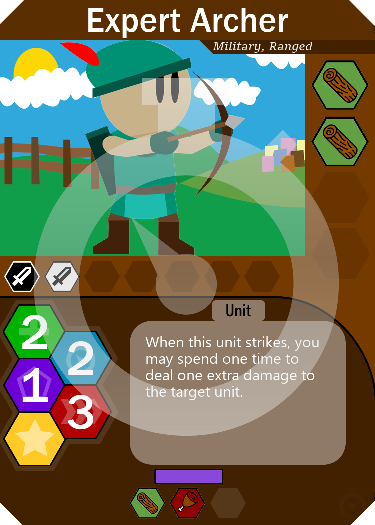 Expert Archer
Military, Ranged
Unit
2
2
1
3
When this unit strikes, you
may spend one time to
deal one extra damage to
the target unit.